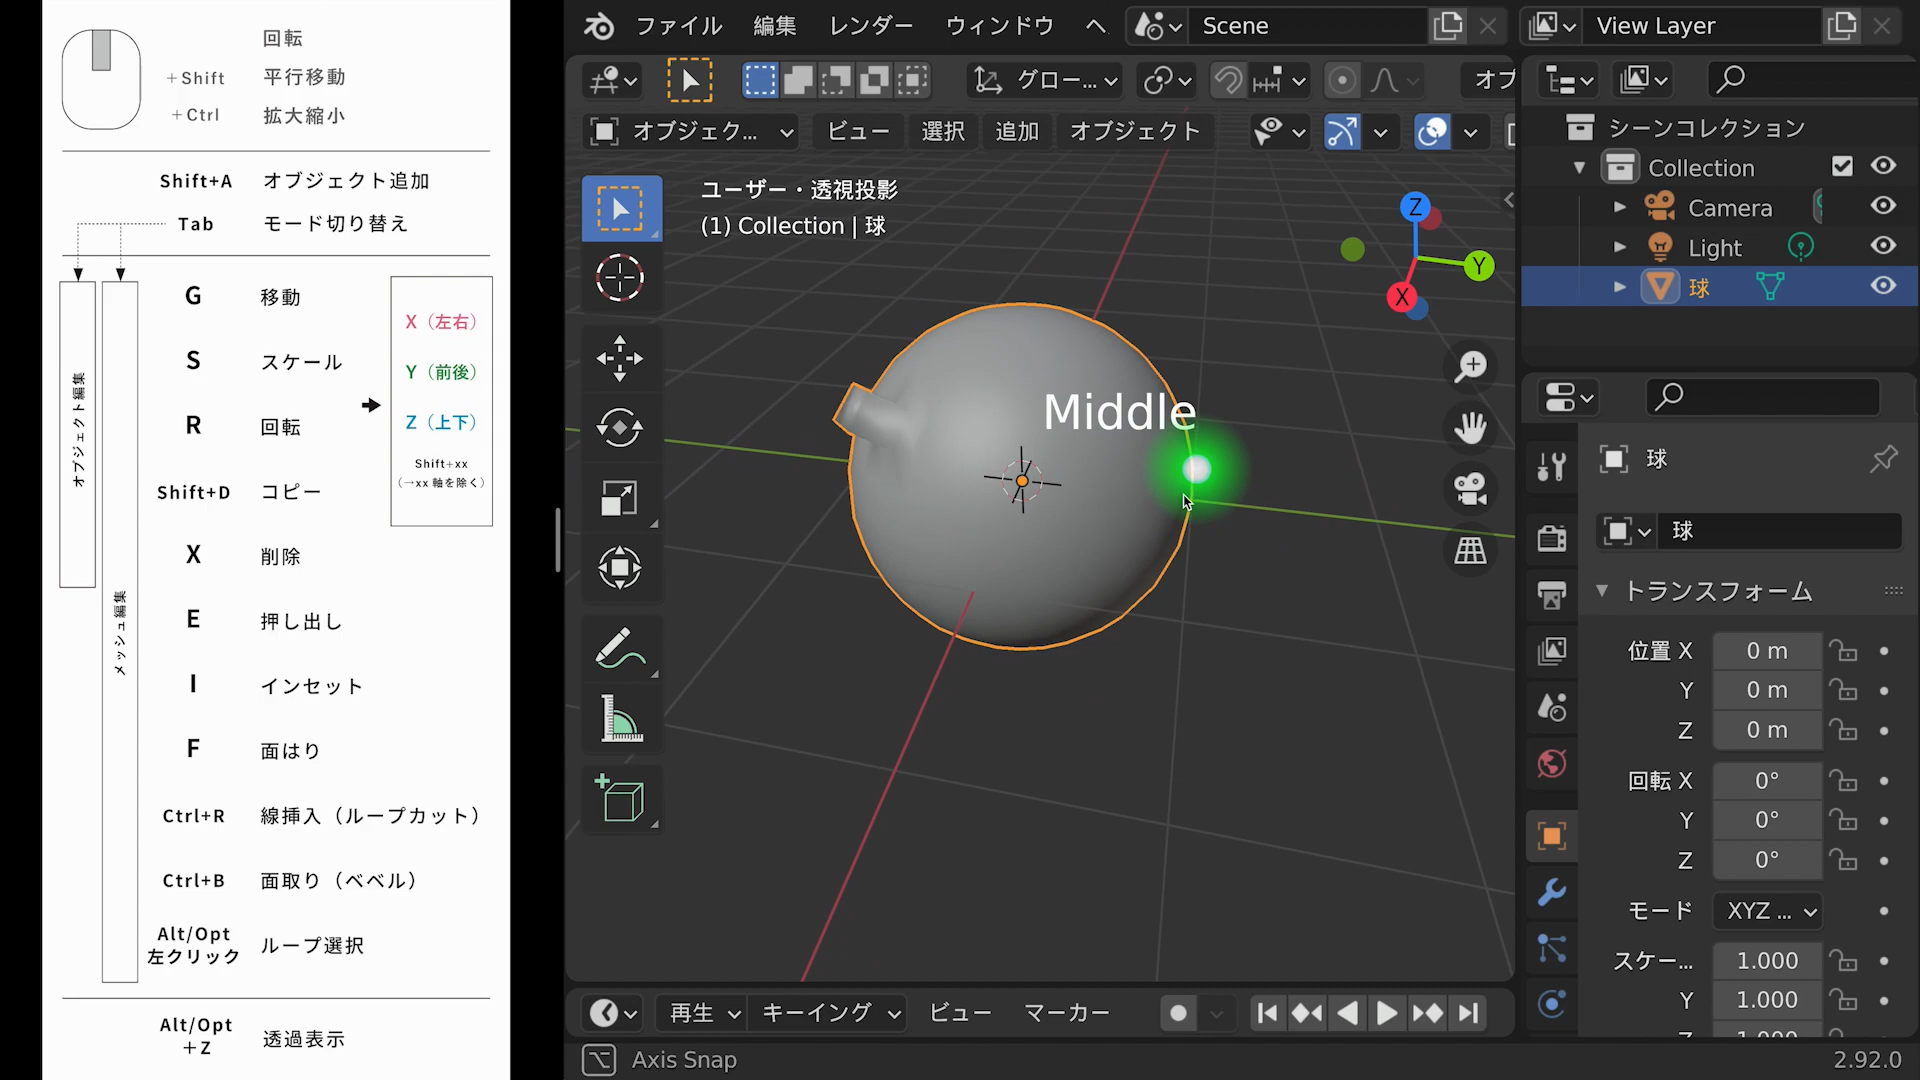 回転
+Shift 平行移動
+Ctrl 拡大縮小
Shift+A オブジェクト追加
Tab モード切り替え
オブジェクト編集
メッシュ編集
G 移動
S スケール
R 回転
Shift+D コピー
X 削除
E 押し出し
I インセット
F 面はり
Ctrl+R 線挿入（ループカット）
Ctrl+B 面取り（ベベル）
Alt/Opt
左クリック ループ選択
Alt/Opt
+Z 透過表示
X（左右）
Y（前後）
Z（上下）
Shift+xx
（→xx 軸を除く）
ファイル 編集 レンダー ウィンドウ ヘ Scene View Layer
グロー... オプ
オブジェク... ビュー 選択 追加 オブジェクト
ユーザー・透視投影
(1) Collection | 球
Z
Y
X
Middle
シーンコレクション
Collection
Camera
Light
球
球
球
トランスフォーム
位置 X 0 m
Y 0 m
Z 0 m
回転 X 0°
Y 0°
Z 0°
モード XYZ ...
スケー... 1.000
Y 1.000
再生 キーイング ビュー マーカー
Axis Snap
2.92.0